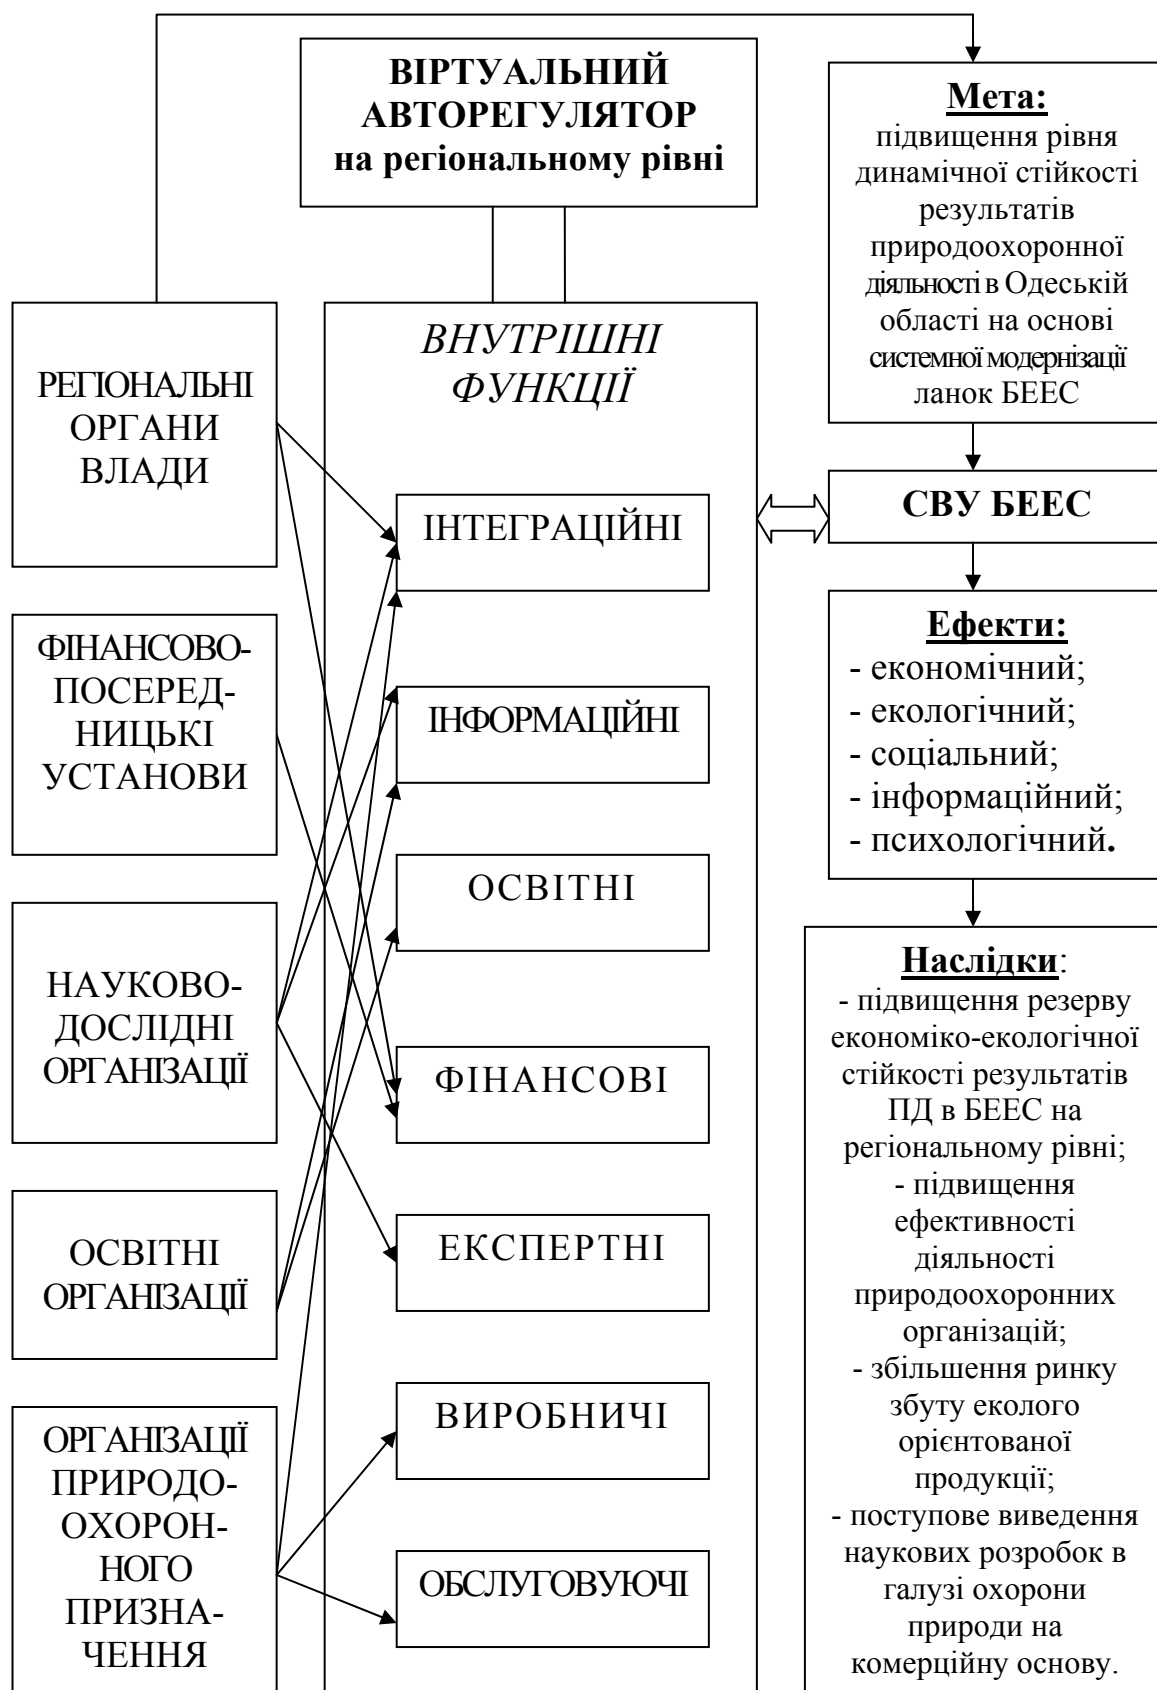 ВІРТУАЛЬНИЙ
АВТОРЕГУЛЯТОР
на регіональному рівні
РЕГІОНАЛЬНІ
ОРГАНИ
ВЛАДИ
ФІНАНСОВО-
ПОСЕРЕД-
НИЦЬКІ
УСТАНОВИ
НАУКОВО-
ДОСЛІДНІ
ОРГАНІЗАЦІЇ
ОСВІТНІ
ОРГАНІЗАЦІЇ
ОРГАНІЗАЦІЇ
ПРИРОДО-
ОХОРОН-
НОГО
ПРИЗНА-
ЧЕННЯ
ВНУТРІШНІ
ФУНКЦІЇ
ІНТЕГРАЦІЙНІ
ІНФОРМАЦІЙНІ
ОСВІТНІ
ФІНАНСОВІ
ЕКСПЕРТНІ
ВИРОБНИЧІ
ОБСЛУГОВУЮЧІ
Мета:
підвищення рівня
динамічної стійкості
результатів
природоохоронної
діяльності в Одеській
області на основі
системної модернізації
ланок БЕЕС
СВУ БЕЕС
Ефекти:
- економічний;
- екологічний;
- соціальний;
- інформаційний;
- психологічний.
Наслідки:
- підвищення резерву
економіко-екологічної
стійкості результатів
ПД в БЕЕС на
регіональному рівні;
- підвищення
ефективності
діяльності
природоохоронних
організацій;
- збільшення ринку
збуту еколого
орієнтованої
продукції;
- поступове виведення
наукових розробок в
галузі охорони
природи на
комерційну основу.